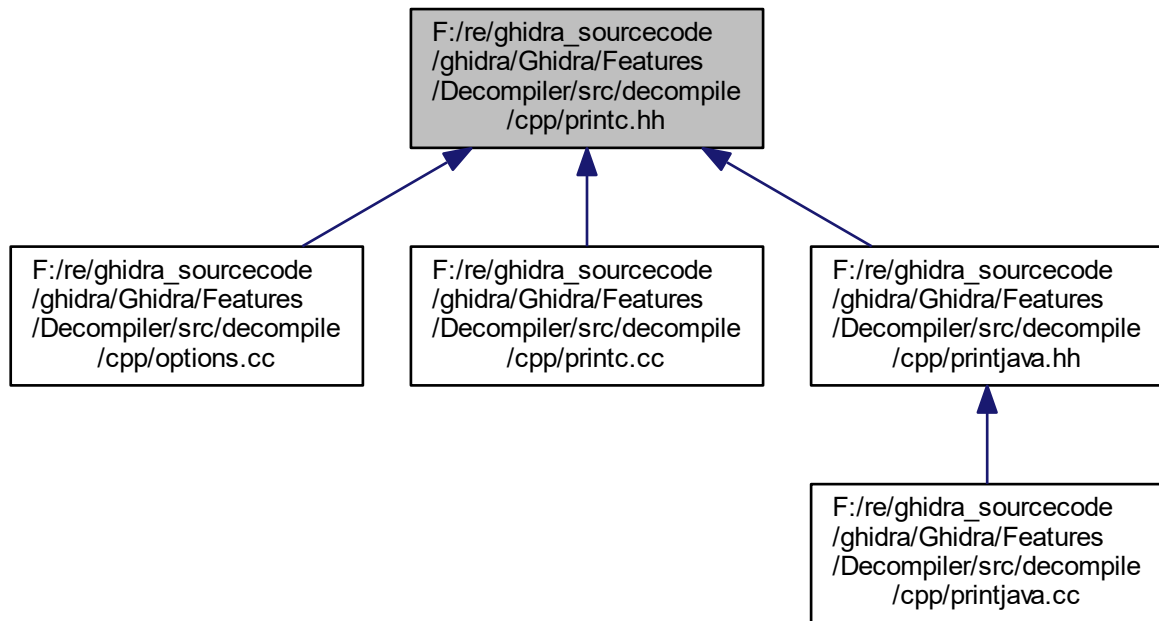 F:/re/ghidra_sourcecode
/ghidra/Ghidra/Features
/Decompiler/src/decompile
/cpp/printc.hh
F:/re/ghidra_sourcecode
/ghidra/Ghidra/Features
/Decompiler/src/decompile
/cpp/options.cc
F:/re/ghidra_sourcecode
/ghidra/Ghidra/Features
/Decompiler/src/decompile
/cpp/printc.cc
F:/re/ghidra_sourcecode
/ghidra/Ghidra/Features
/Decompiler/src/decompile
/cpp/printjava.hh
F:/re/ghidra_sourcecode
/ghidra/Ghidra/Features
/Decompiler/src/decompile
/cpp/printjava.cc